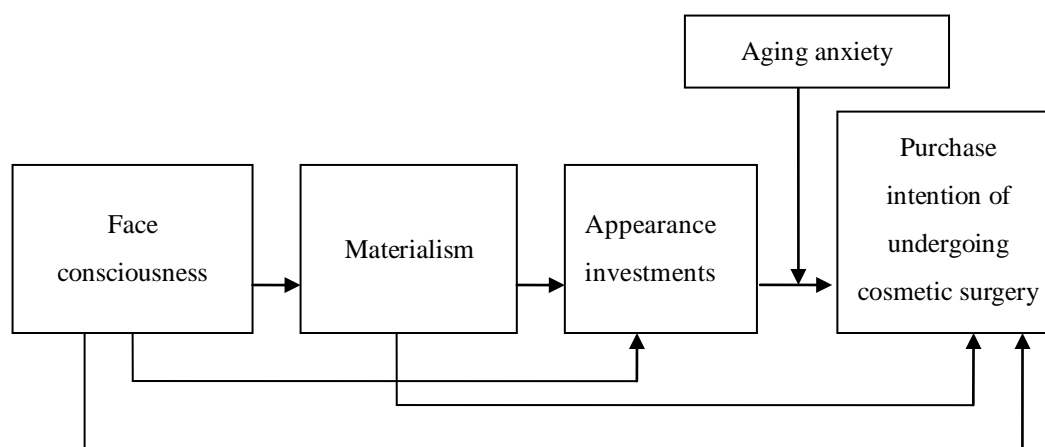 Aging anxiety
Face
consciousness
Materialism
Appearance
investments
Purchase
intention of
undergoing
cosmetic surgery